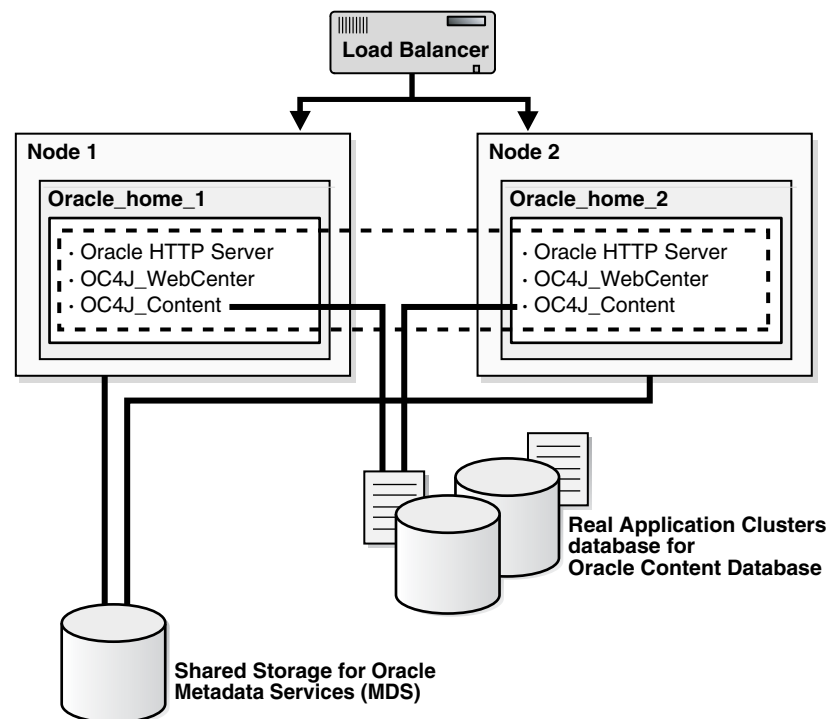 Load Balancer
Node 1
Oracle_home_1
· Oracle HTTP Server
· OC4J_WebCenter
· OC4J_Content
Node 2
Oracle_home_2
· Oracle HTTP Server
· OC4J_WebCenter
· OC4J_Content
Real Application Clusters
database for
Oracle Content Database
Shared Storage for Oracle
Metadata Services (MDS)